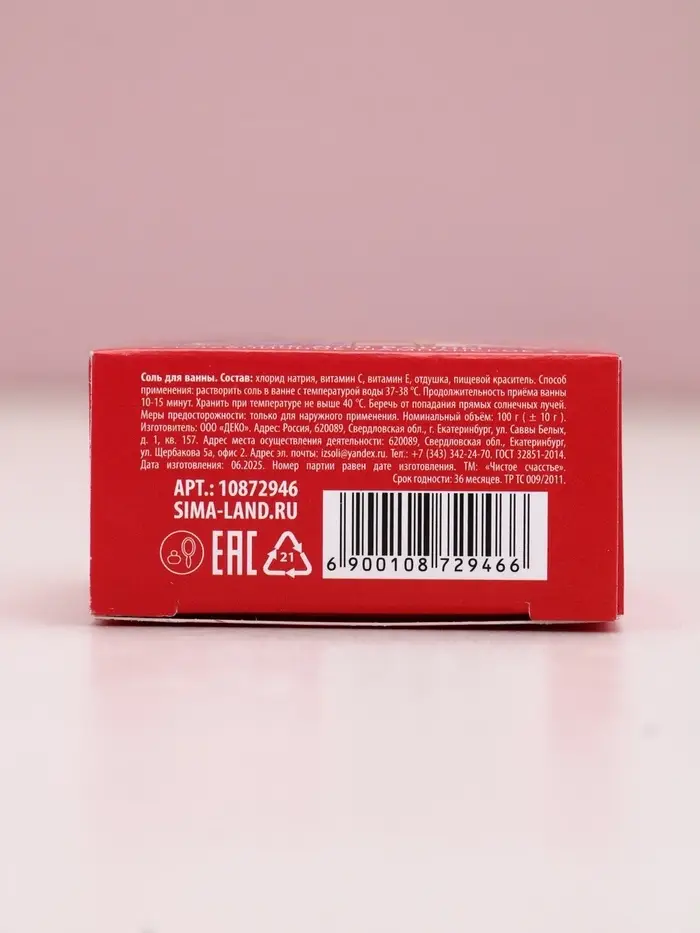 Соль для ванны. Состав: хлорид натрия, витамин С, витамин Е, отдушка, пищевой краситель. Способ
применения: растворить соль в ванне с температурой воды 37-38 °С. Продолжительность приёма ванны
10-15 минут. Хранить при температуре не выше 40 °С. Беречь от попадания прямых солнечных лучей.
Меры предосторожности: только для наружного применения. Номинальный объём: 100 г ( ± 10 г ).
Изготовитель: ООО «ДЕКО». Адрес: Россия, 620089, Свердловская обл., г. Екатеринбург, ул. Саввы Белых,
д. 1, кв. 157. Адрес места осуществления деятельности: 620089, Свердловская обл., Екатеринбург,
ул. Щербакова 5а, офис 2. Адрес эл. почты: izsoli@yandex.ru. Тел.: +7 (343) 342-24-70. ГОСТ 32851-2014.
Дата изготовления: 06.2025. Номер партии равен дате изготовления. ТМ: «Чистое счастье».
Срок годности: 36 месяцев. ТР ТС 009/2011.
АРТ.: 10872946
SIMA-LAND.RU
EAC
21
6 900108 729466